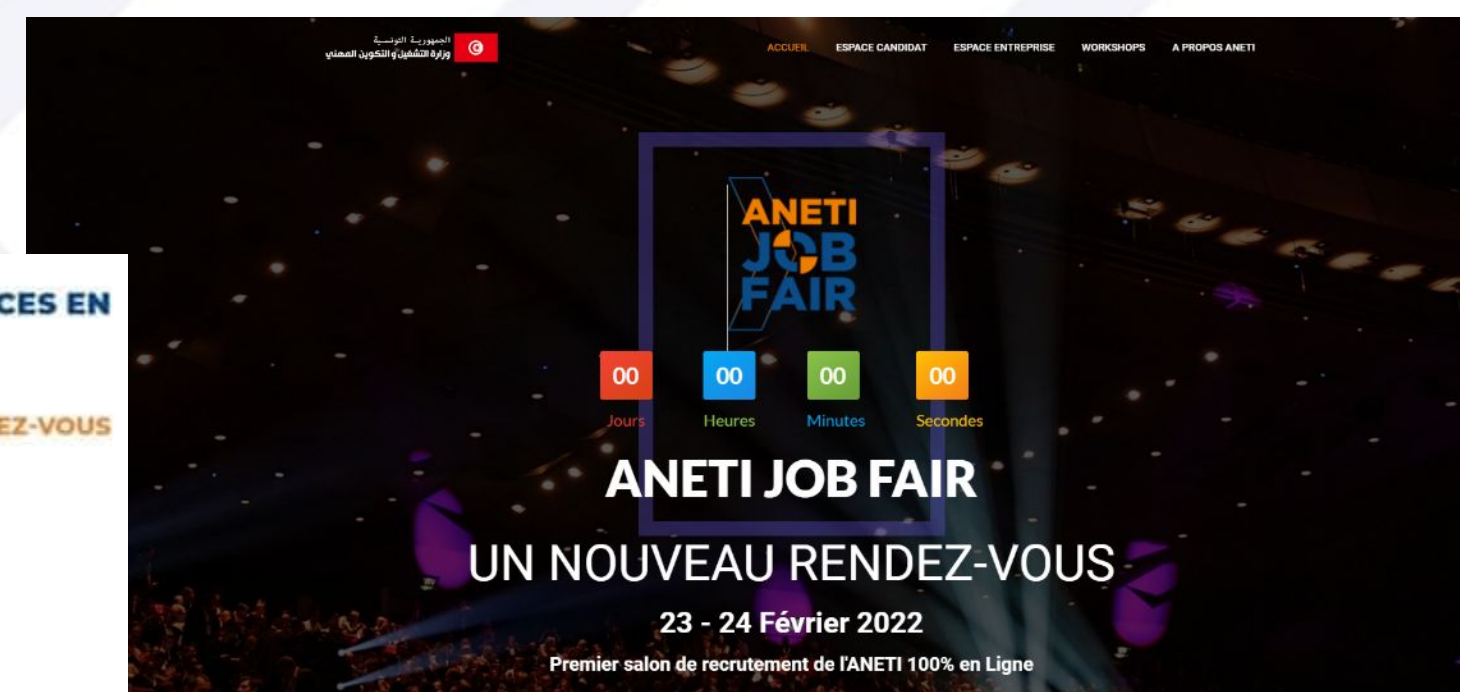 الجمهورية التونسية
وزارة التشغيل و التكوين المهني
ACCUEIL ESPACE CANDIDAT ESPACE ENTREPRISE WORKSHOPS A PROPOS ANETI
ANETI
JOB
FAIR
00 00 00 00
Jours Heures Minutes Secondes
ANETI JOB FAIR
UN NOUVEAU RENDEZ-VOUS
23 - 24 Février 2022
Premier salon de recrutement de l'ANETI 100% en Ligne
CES EN
EZ-VOUS